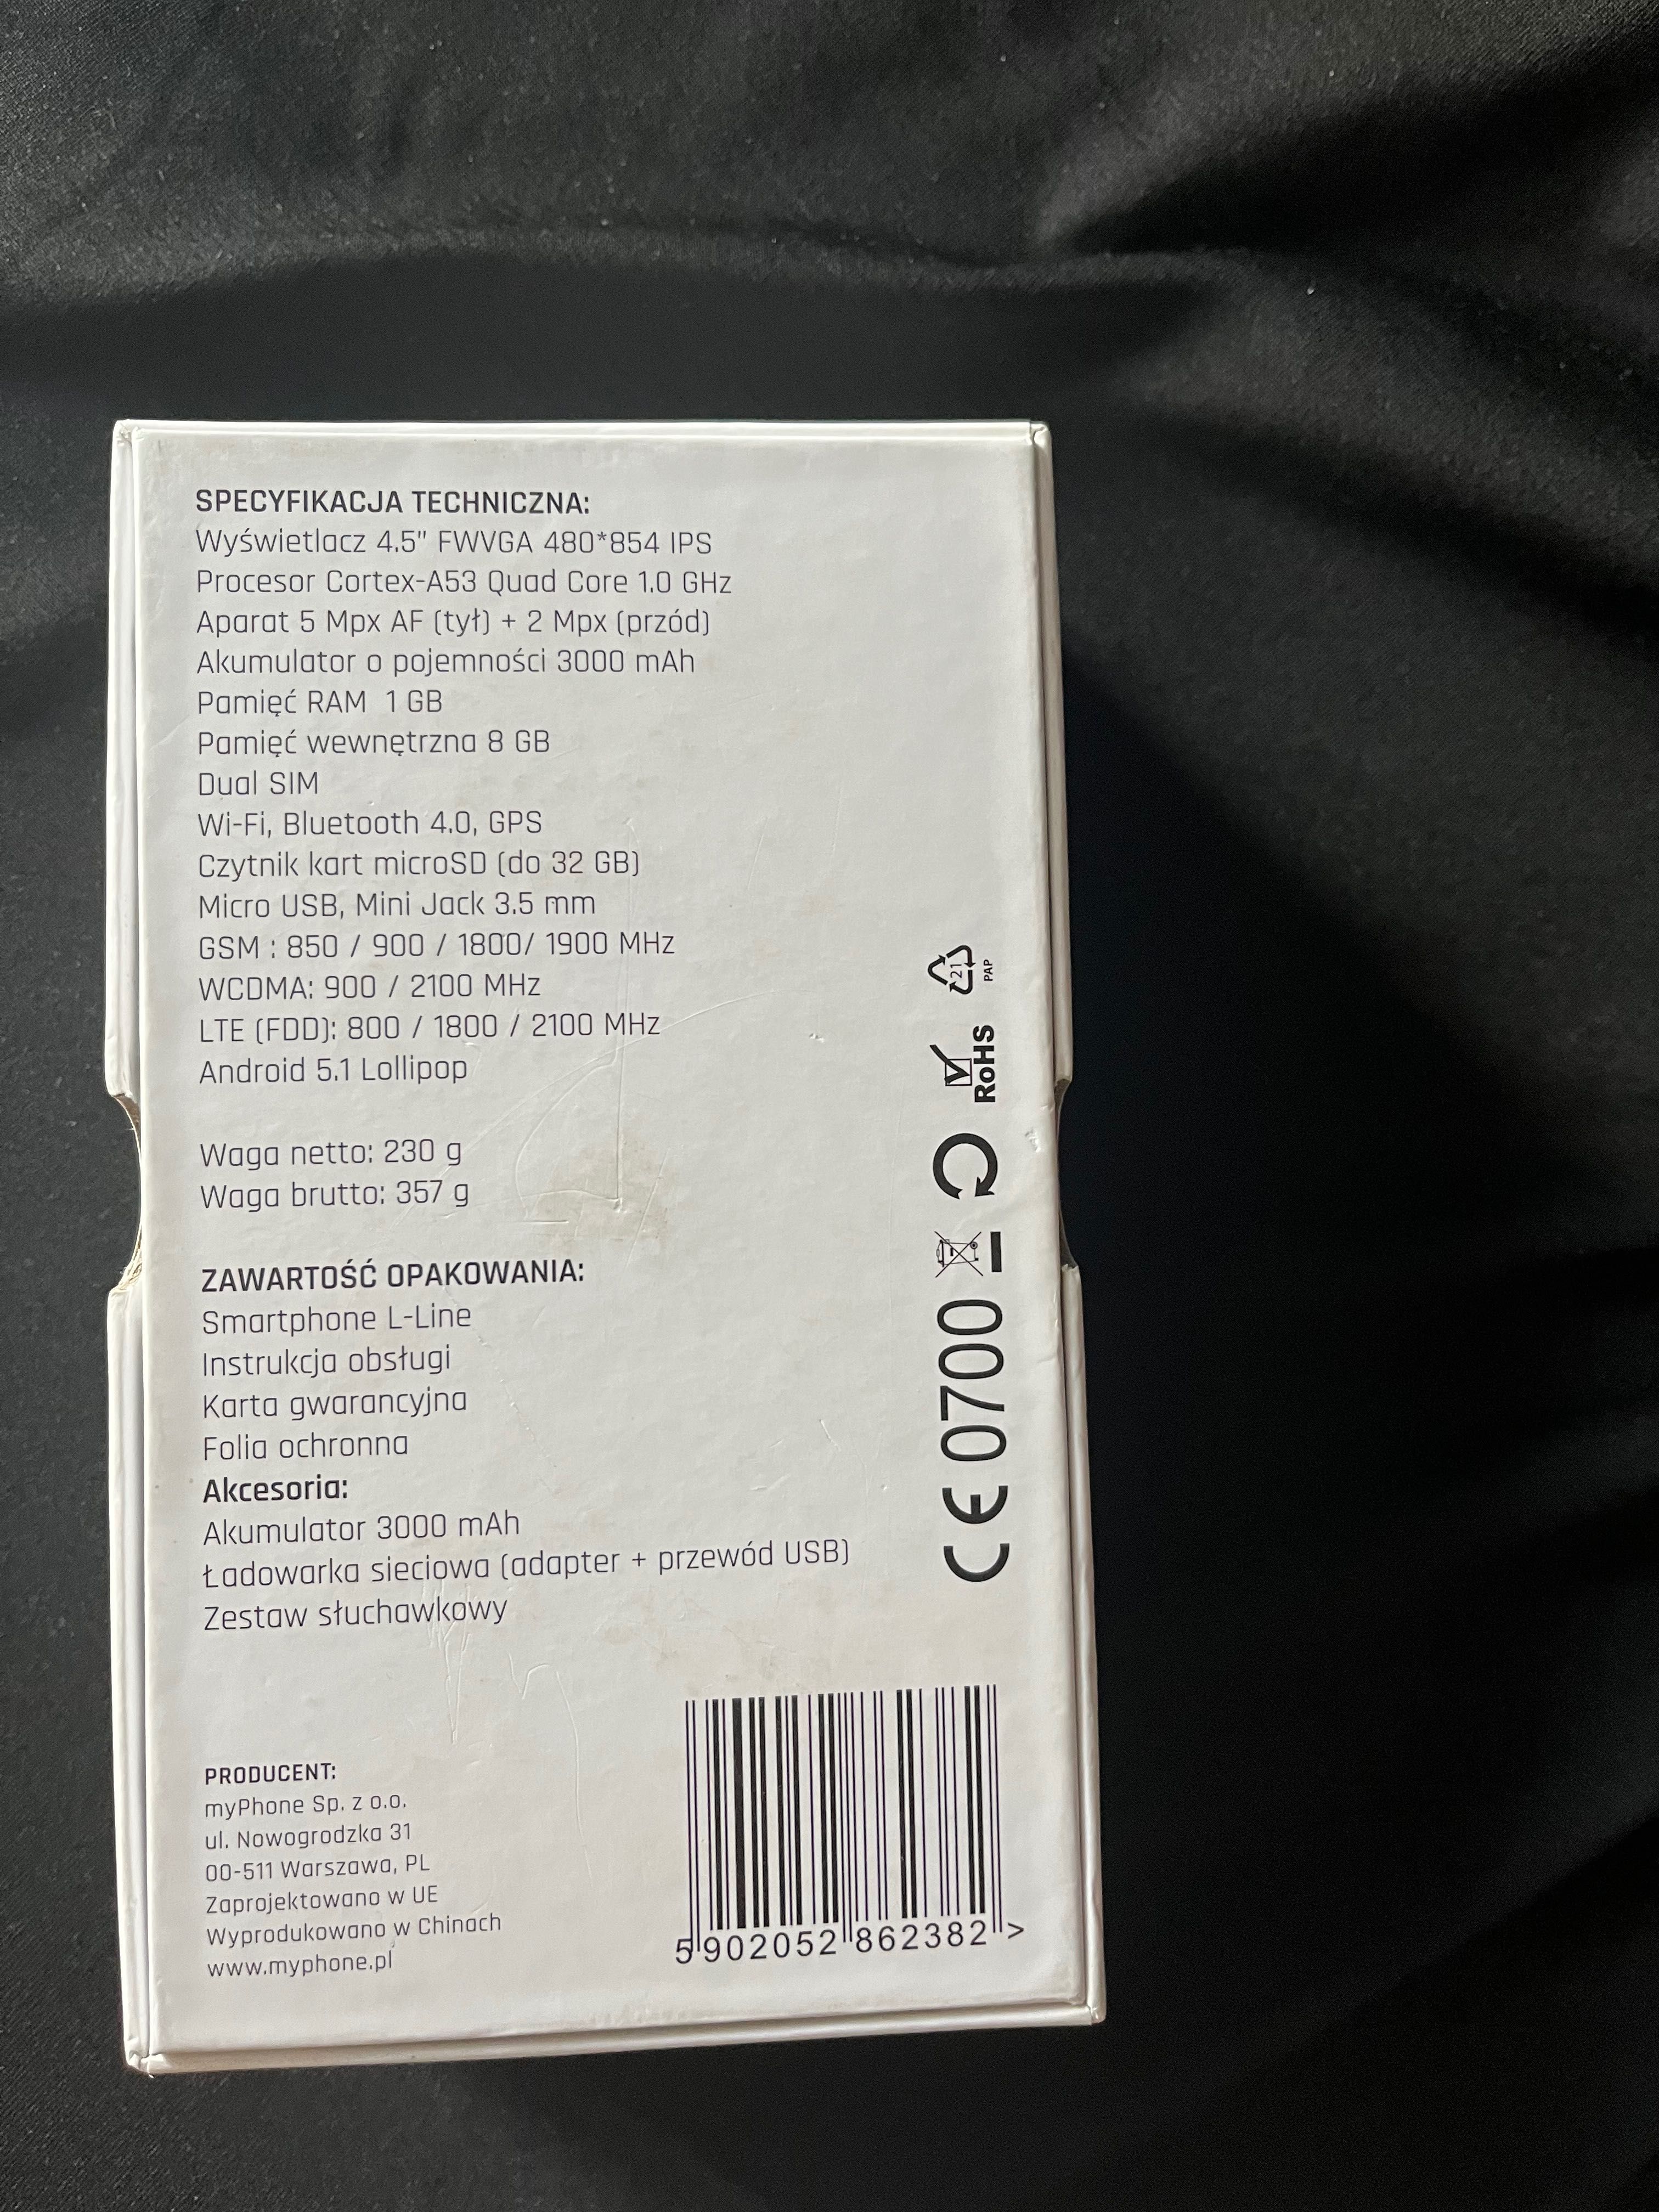 SPECYFIKACJA TECHNICZNA:
Wyświetlacz 4.5” FWVGA 480*854 IPS
Procesor Cortex-A53 Quad Core 1.0 GHz
Aparat 5 Mpx AF (tył) + 2 Mpx (przód)
Akumulator o pojemności 3000 mAh
Pamięć RAM  1 GB
Pamięć wewnętrzna 8 GB
Dual SIM
Wi-Fi, Bluetooth 4.0, GPS
Czytnik kart microSD (do 32 GB)
Micro USB, Mini Jack 3.5 mm
GSM : 850 / 900 / 1800/ 1900 MHz
WCDMA: 900 / 2100 MHz
LTE (FDD): 800 / 1800 / 2100 MHz
Android 5.1 Lollipop
Waga netto: 230 g
Waga brutto: 357 g
ZAWARTOŚĆ OPAKOWANIA:
Smartphone L-Line
Instrukcja obsługi
Karta gwarancyjna
Folia ochronna
Akcesoria:
Akumulator 3000 mAh
Ładowarka sieciowa (adapter + przewód USB)
Zestaw słuchawkowy
PRODUCENT:
myPhone Sp. z o.o.
ul. Nowogrodzka 31
00-511 Warszawa, PL
Zaprojektowano w UE
Wyprodukowano w Chinach
www.myphone.pl
CE 0700
RoHS
21
PAP
5 902052 862382 >